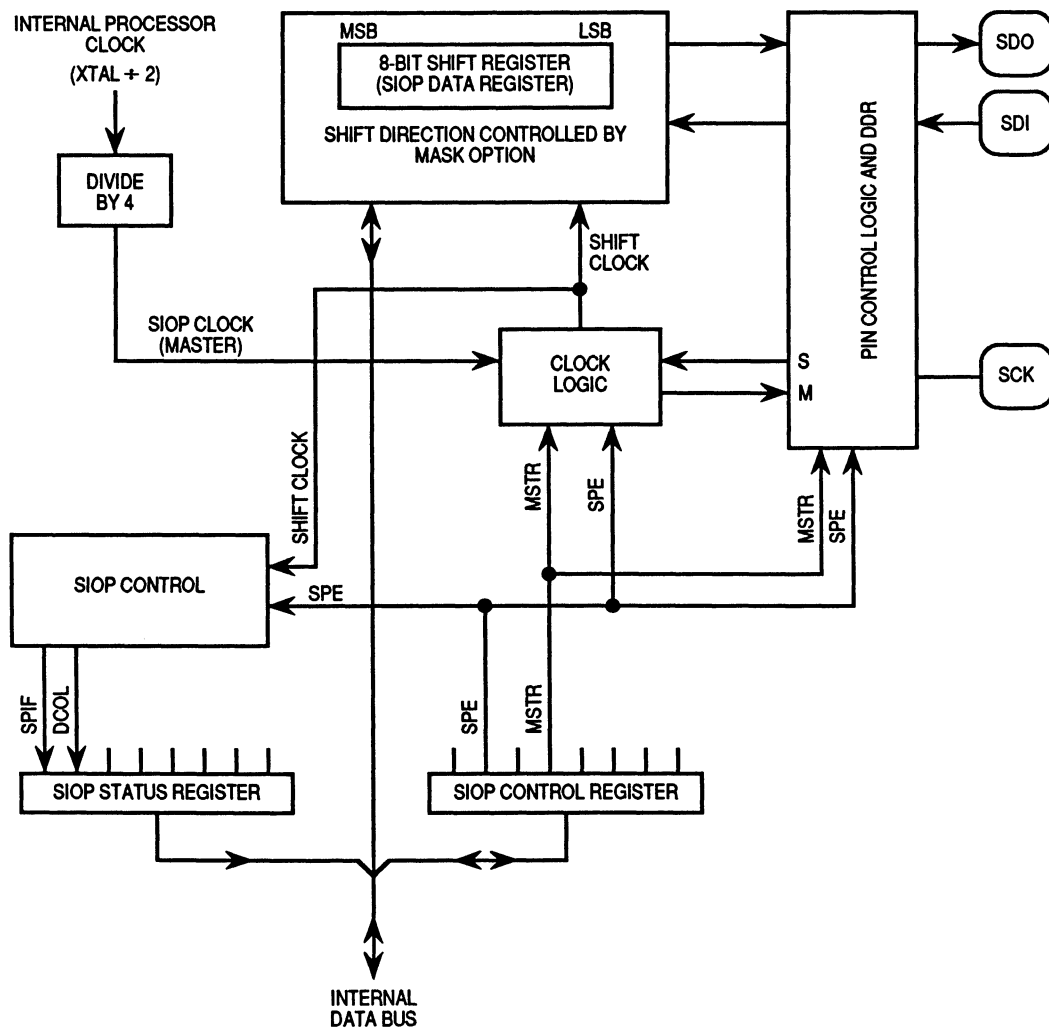 INTERNAL PROCESSOR
CLOCK
(XTAL ÷ 2)
DIVIDE
BY 4
MSB
LSB
8-BIT SHIFT REGISTER
(SIOP DATA REGISTER)
SHIFT DIRECTION CONTROLLED BY
MASK OPTION
PIN CONTROL LOGIC AND DDR
SDO
SDI
SCK
SHIFT
CLOCK
SIOP CLOCK
(MASTER)
CLOCK
LOGIC
S
M
SHIFT CLOCK
MSTR
SPE
MSTR
SPE
SIOP CONTROL
SPE
SPIF
DCOL
SPE
MSTR
SIOP STATUS REGISTER
SIOP CONTROL REGISTER
INTERNAL
DATA BUS